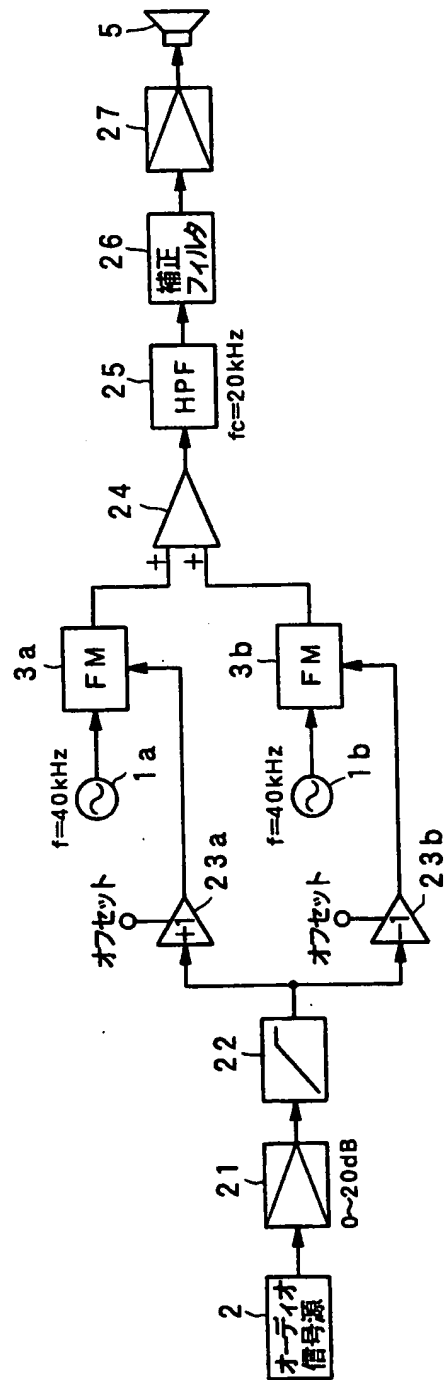 2
オーディオ
信号源
21
0~20dB
22
オフセット
23a
+1
オフセット
23b
-1
f=40kHz
1a
3a
FM
f=40kHz
1b
3b
FM
24
+
+
25
HPF
fc=20kHz
26
補正
フィルタ
27
5